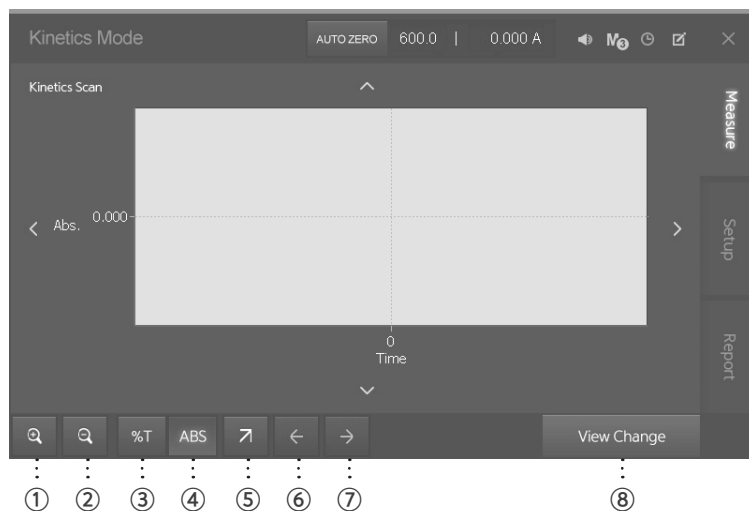 Kinetics Mode AUTO ZERO 600.0 | 0.000 A M3
Kinetics Scan
Measure
Abs. 0.000
Setup
0
Time
Report
%T ABS View Change
① ② ③ ④ ⑤ ⑥ ⑦ ⑧